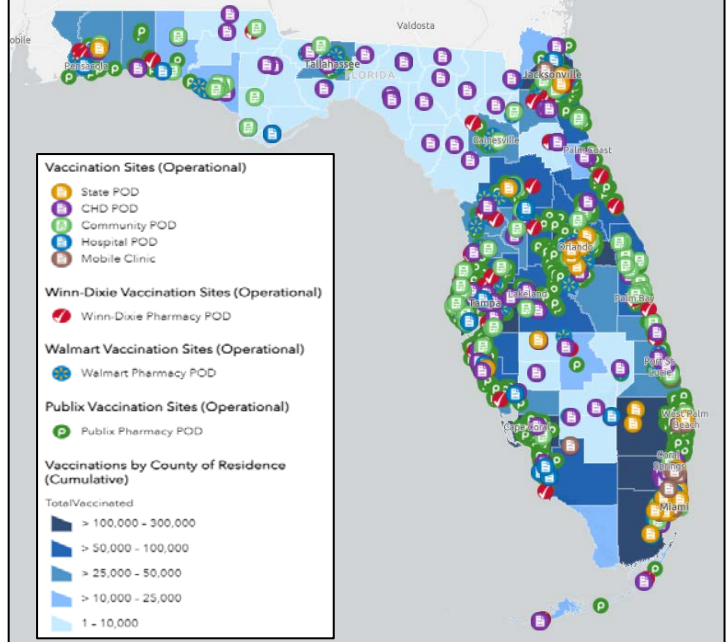 obile
Valdosta
Pensacola
Tallahassee
FLORIDA
Jacksonville
Gainesville
Palm Coast
Orlando
Lakeland
Tampa
Palm Bay
Port St.
Lucie
Cape Coral
West Palm
Beach
Coral
Springs
Miami
Vaccination Sites (Operational)
State POD
CHD POD
Community POD
Hospital POD
Mobile Clinic
Winn-Dixie Vaccination Sites (Operational)
Winn-Dixie Pharmacy POD
Walmart Vaccination Sites (Operational)
Walmart Pharmacy POD
Publix Vaccination Sites (Operational)
Publix Pharmacy POD
Vaccinations by County of Residence
(Cumulative)
TotalVaccinated
> 100,000 - 300,000
> 50,000 - 100,000
> 25,000 - 50,000
> 10,000 - 25,000
1 - 10,000